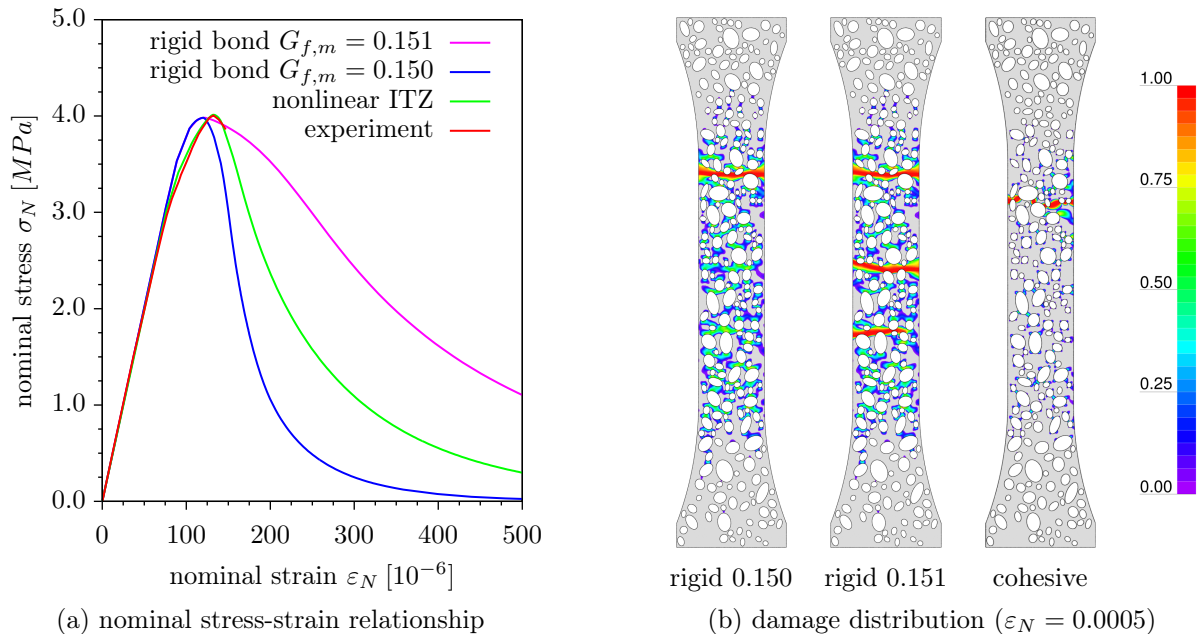 5.0
4.0
3.0
2.0
1.0
0.0
nominal stress σ_N [MPa]
rigid bond G_{f,m} = 0.151
rigid bond G_{f,m} = 0.150
nonlinear ITZ
experiment
0 100 200 300 400 500
nominal strain ε_N [10^{−6}]
(a) nominal stress-strain relationship
1.00
0.75
0.50
0.25
0.00
rigid 0.150 rigid 0.151 cohesive
(b) damage distribution (ε_N = 0.0005)